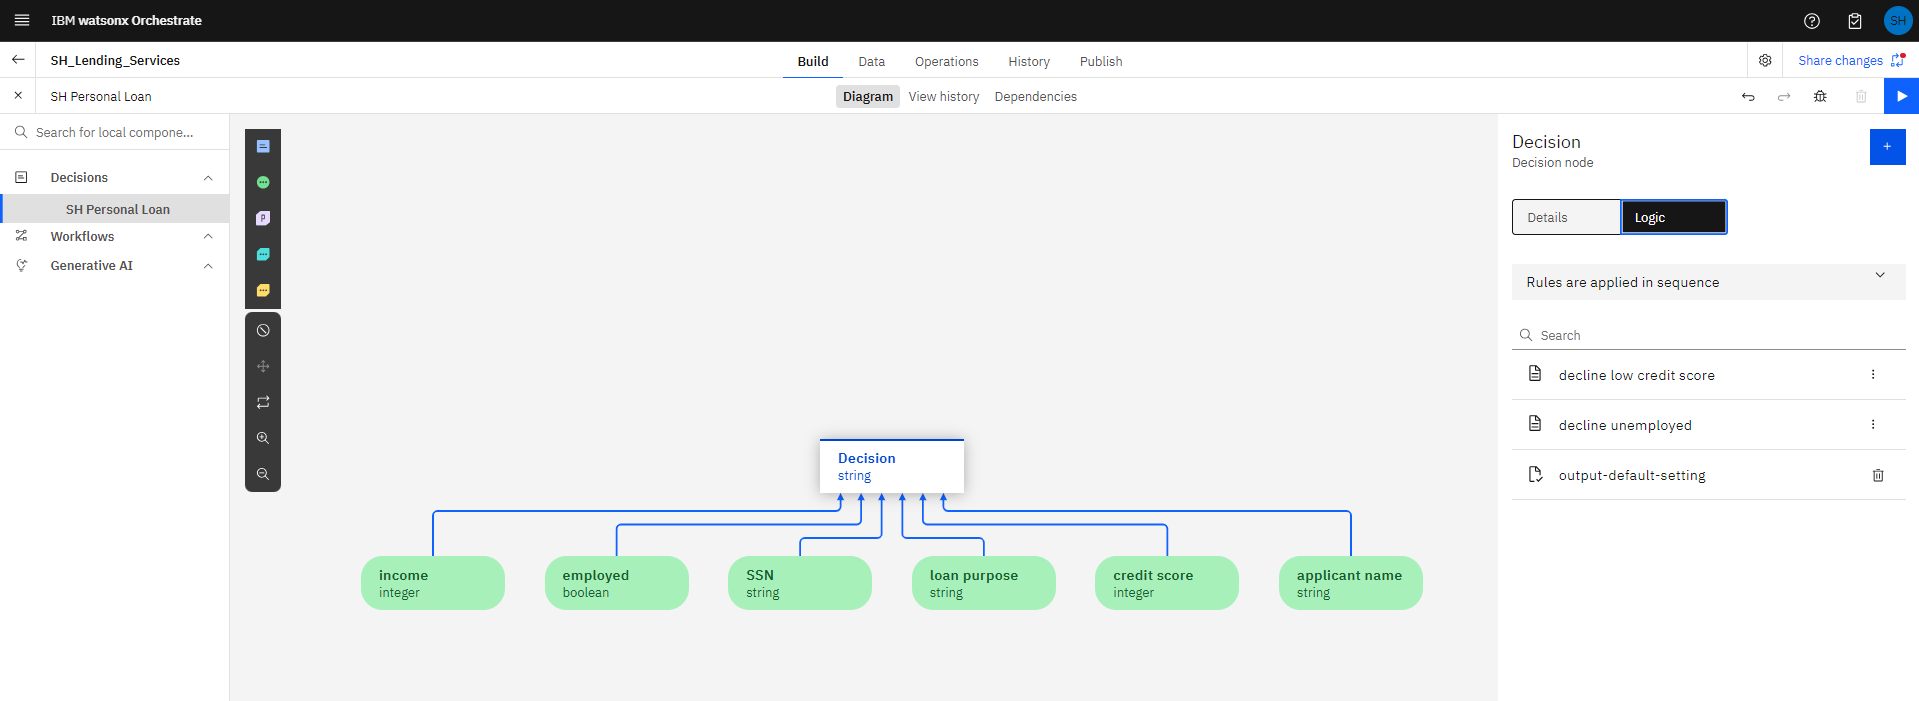 IBM watsonx Orchestrate
SH
SH_Lending_Services
Build
Data
Operations
History
Publish
Share changes
SH Personal Loan
Diagram
View history
Dependencies
Search for local compone...
Decisions
SH Personal Loan
Workflows
Generative AI
P
Decision
string
income
integer
employed
boolean
SSN
string
loan purpose
string
credit score
integer
applicant name
string
Decision
Decision node
Details
Logic
Rules are applied in sequence
Search
decline low credit score
decline unemployed
output-default-setting